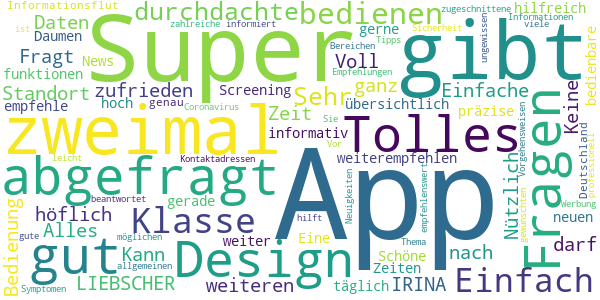 Informationsflut
zahlreiche
informiert
zugeschnittene
Informationen
ist
Daten
Daumen
durchdachte
bedienen
hilfreich
viele
Super
gibt
Fragt
News
Bereichen
Tipps
gerne
Sicherheit
ungewissen
funktionen
zufrieden
Voll
Empfehlungen
ganz
Einfache
Standort
Screening
Sehr
bedienbare
empfehle
hoch
genau
Coronavirus
Zeit
übersichtlich
Keine
präzise
zweimal
Tolles
informativ
Sie
Vor
leicht
Kontaktadressen
weiterempfehlen
Vorgehensweisen
Deutschland
professionell
abgefragt
App
Fragen
Nützlich
beantwortet
gerade
Neuigkeiten
empfehlenswert
Werbung
gewünschten
höflich
Klasse
hilft
Thema
neuen
Bedienung
Alles
weiter
Eine
Schöne
nach
darf
gute
gut
Design
Kann
möglichen
Zeiten
Symptomen
LIEBSCHER
weiteren
allgemeinen
täglich
IRINA
Einfach